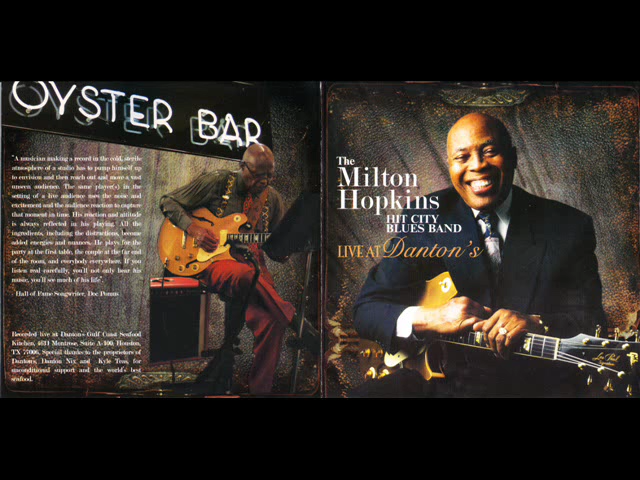 OYSTER BAR
"A musician making a record in the cold, sterile
atmosphere of a studio has to pump himself up
to envision and then reach out and move a vast
unseen audience. The same player(s) in the
setting of a live audience uses the noise and
excitement and the audience reaction to capture
that moment in time. His reaction and attitude
is always reflected in his playing. All the
ingredients, including the distractions, become
added energies and nuances. He plays for the
party at the first table, the couple at the far end
of the room, and everybody everywhere. If you
listen real carefully, you'll not only hear his
music, you'll see much of his life".
- Hall of Fame Songwriter, Doc Pomus
Recorded live at Danton's Gulf Coast Seafood
Kitchen, 4611 Montrose, Suite A-100, Houston,
TX 77006. Special thanks to the proprietors of
Danton's, Danton Nix and Kyle Teas, for
unconditional support and the world's best
seafood.
The
Milton
Hopkins
HIT CITY
BLUES BAND
LIVE AT Danton's
Les Paul